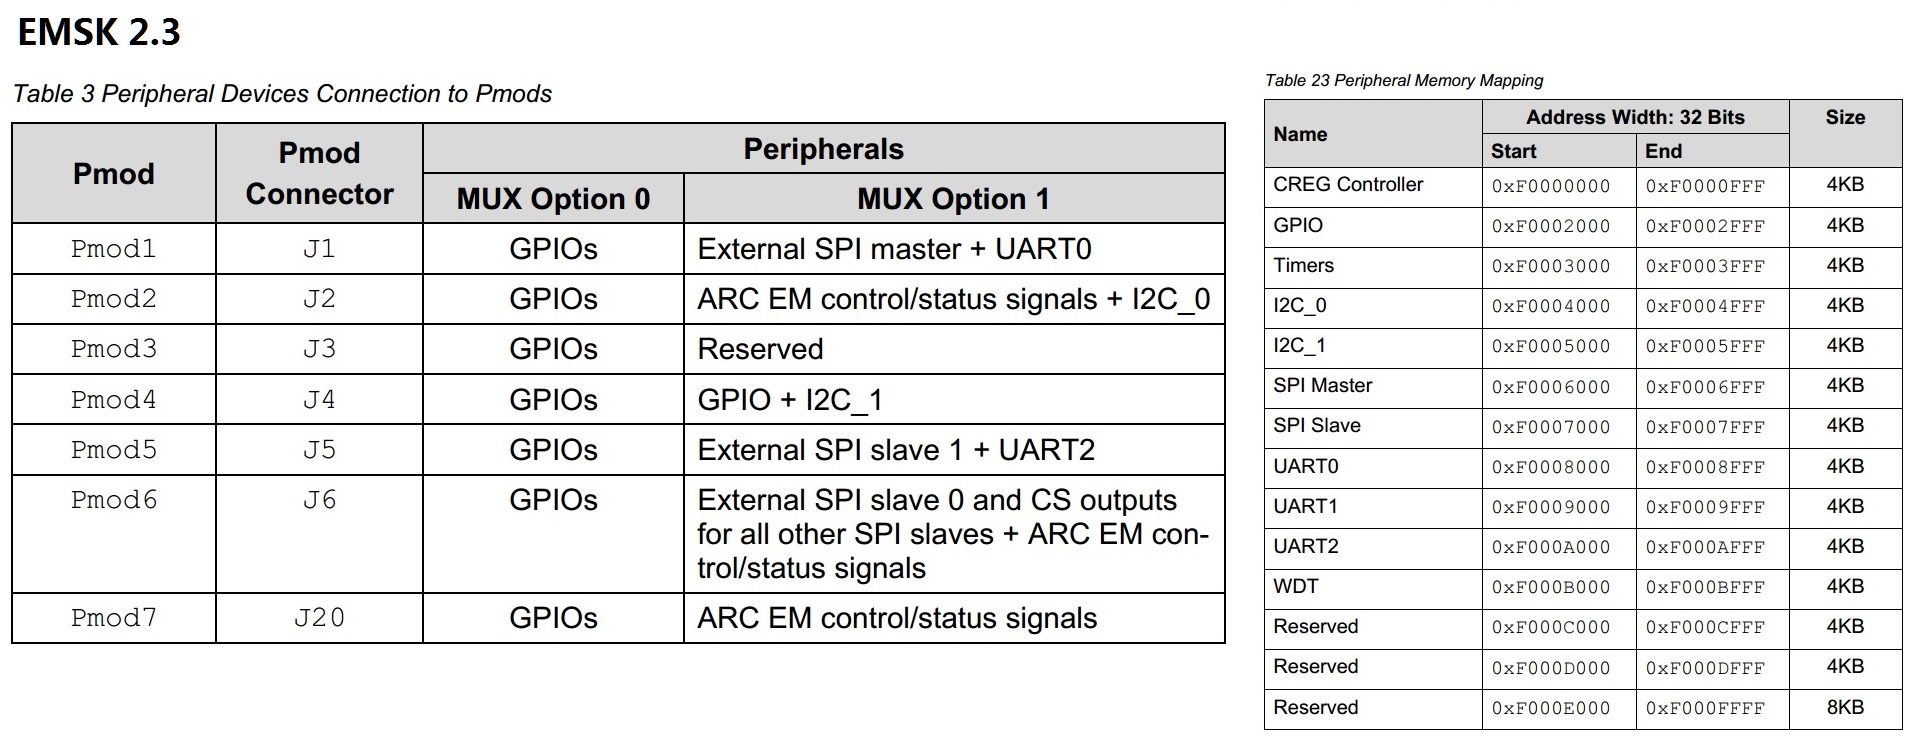 EMSK 2.3
Table 3 Peripheral Devices Connection to Pmods
Pmod Pmod Connector Peripherals
MUX Option 0 MUX Option 1
Pmod1 J1 GPIOs External SPI master + UART0
Pmod2 J2 GPIOs ARC EM control/status signals + I2C_0
Pmod3 J3 GPIOs Reserved
Pmod4 J4 GPIOs GPIO + I2C_1
Pmod5 J5 GPIOs External SPI slave 1 + UART2
Pmod6 J6 GPIOs External SPI slave 0 and CS outputs
for all other SPI slaves + ARC EM con-
trol/status signals
Pmod7 J20 GPIOs ARC EM control/status signals
Table 23 Peripheral Memory Mapping
Name Address Width: 32 Bits Size
Start End
CREG Controller 0xF0000000 0xF0000FFF 4KB
GPIO 0xF0002000 0xF0002FFF 4KB
Timers 0xF0003000 0xF0003FFF 4KB
I2C_0 0xF0004000 0xF0004FFF 4KB
I2C_1 0xF0005000 0xF0005FFF 4KB
SPI Master 0xF0006000 0xF0006FFF 4KB
SPI Slave 0xF0007000 0xF0007FFF 4KB
UART0 0xF0008000 0xF0008FFF 4KB
UART1 0xF0009000 0xF0009FFF 4KB
UART2 0xF000A000 0xF000AFFF 4KB
WDT 0xF000B000 0xF000BFFF 4KB
Reserved 0xF000C000 0xF000CFFF 4KB
Reserved 0xF000D000 0xF000DFFF 4KB
Reserved 0xF000E000 0xF000FFFF 8KB